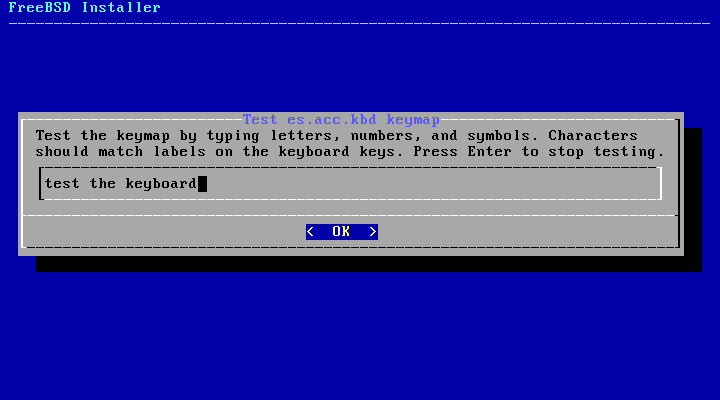 FreeBSD Installer
Test es.acc.kbd keymap
Test the keymap by typing letters, numbers, and symbols. Characters
should match labels on the keyboard keys. Press Enter to stop testing.
test the keyboard
< OK >